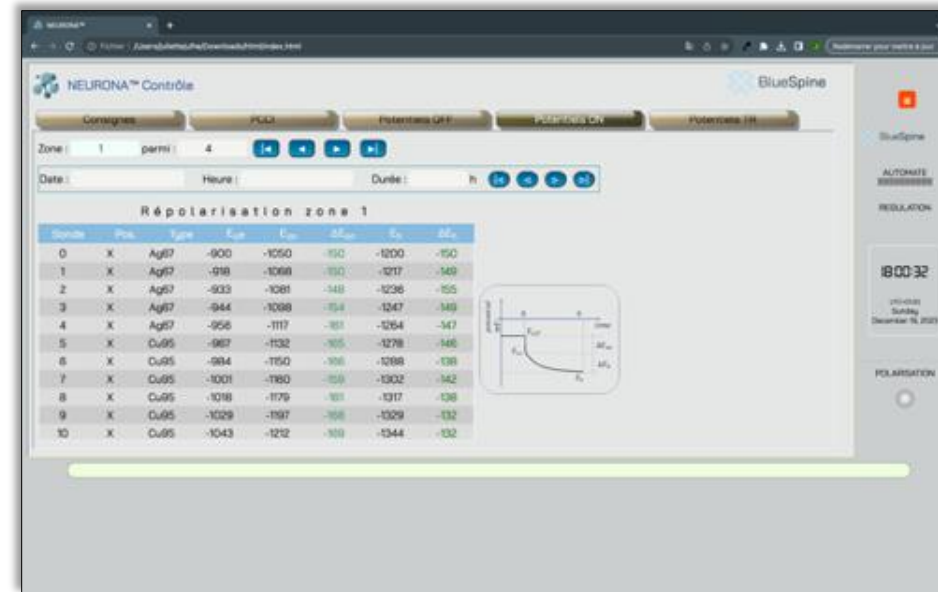 NEURONA™
NEURONA™ Contrôle
BlueSpine
Consignes PCCI Potentiels OFF Potentiels ON Potentiels TR
Zone : 1 parmi : 4
Date : Heure : Durée : h
Répolarisation zone 1
Sonde Pos. Type
0 X Ag67 -900 -1050 -150 -1200 -150
1 X Ag67 -918 -1068 -150 -1217 -149
2 X Ag67 -933 -1081 -148 -1236 -155
3 X Ag67 -944 -1098 -154 -1247 -149
4 X Ag67 -956 -1117 -161 -1264 -147
5 X Cu95 -967 -1132 -165 -1278 -146
6 X Cu95 -984 -1150 -166 -1288 -138
7 X Cu95 -1001 -1160 -159 -1302 -142
8 X Cu95 -1018 -1179 -161 -1317 -138
9 X Cu95 -1029 -1197 -168 -1329 -132
10 X Cu95 -1043 -1212 -169 -1344 -132
potential
time
BlueSpine
AUTOMATE
REGULATION
18:00:32
Sunday
POLARISATION